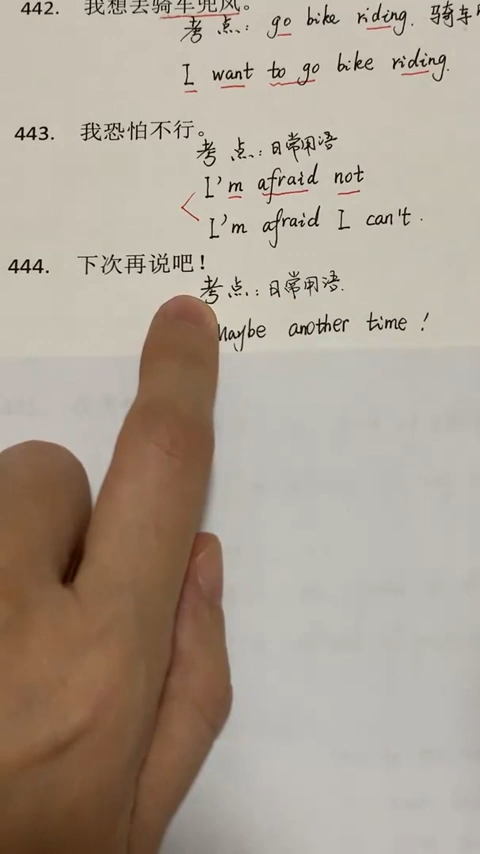 442. 我想去骑车兜风。
考点: go bike riding. 骑车
I want to go bike riding.
443. 我恐怕不行。
考点: 日常用语
I'm afraid not
I'm afraid I can't.
444. 下次再说吧!
考点: 日常用语.
Maybe another time!